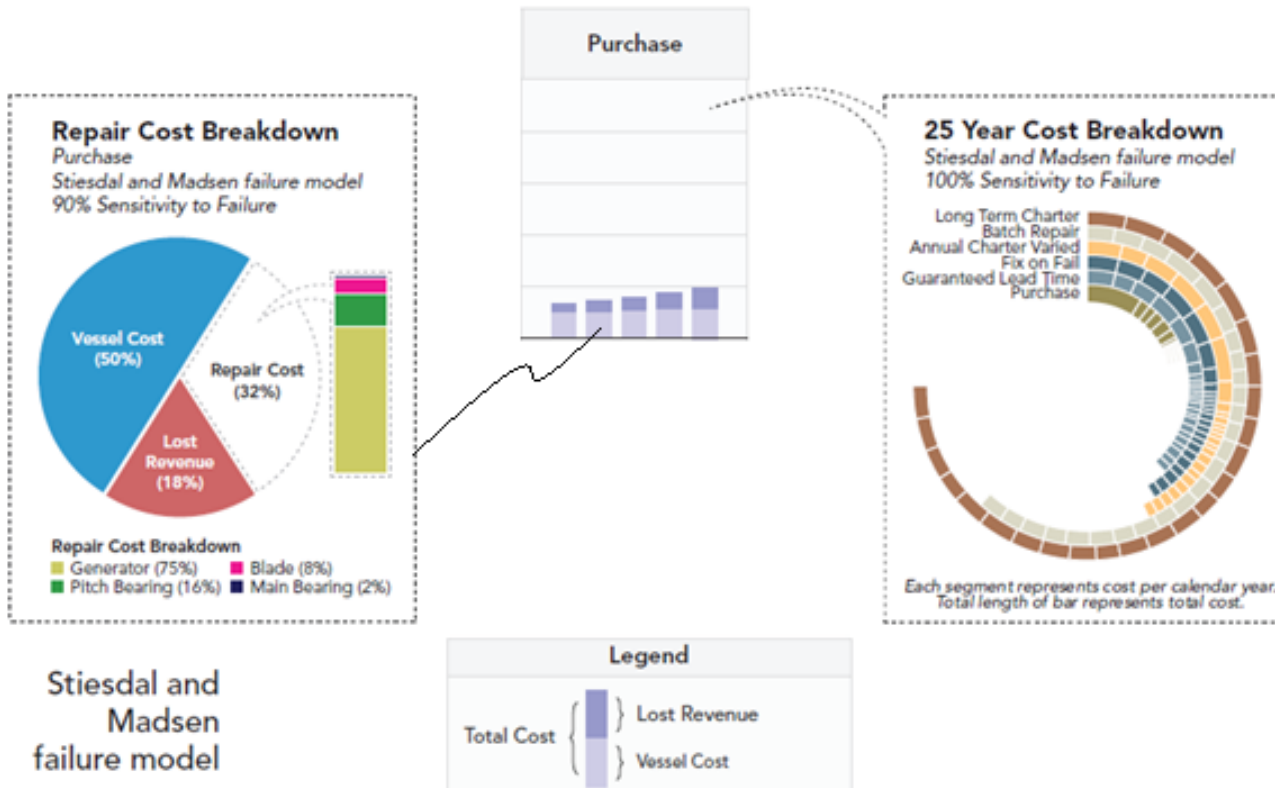 Purchase
Repair Cost Breakdown
Purchase
Stiesdal and Madsen failure model
90% Sensitivity to Failure
Vessel Cost
(50%)
Repair Cost
(32%)
Lost
Revenue
(18%)
Repair Cost Breakdown
Generator (75%)
Blade (8%)
Pitch Bearing (16%)
Main Bearing (2%)
25 Year Cost Breakdown
Stiesdal and Madsen failure model
100% Sensitivity to Failure
Long Term Charter
Batch Repair
Annual Charter Varied
Fix on Fail
Guaranteed Lead Time
Purchase
Each segment represents cost per calendar year.
Total length of bar represents total cost.
Stiesdal and
Madsen
failure model
Legend
Total Cost
Lost Revenue
Vessel Cost